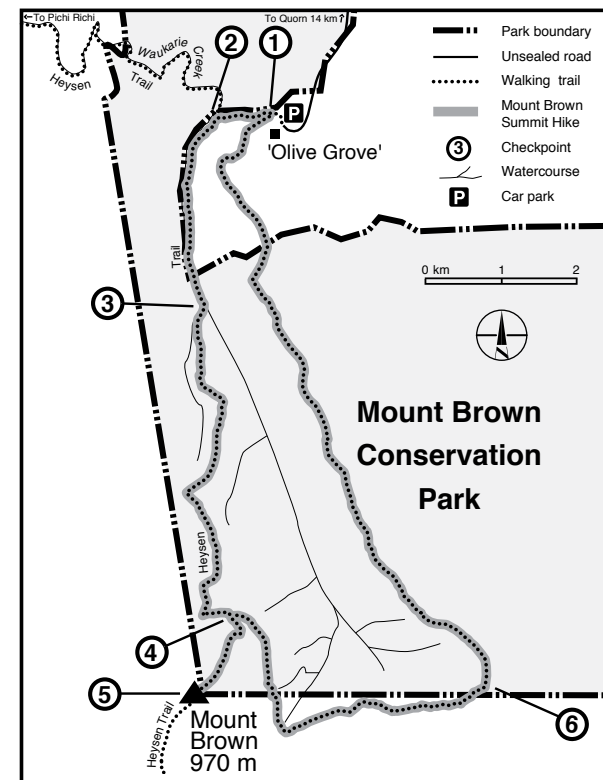 ←To Pichi Richi
To Quorn 14 km↑
Waukarie
Creek
Heysen
Trail
2
1
P
'Olive Grove'
Park boundary
Unsealed road
Walking trail
Mount Brown
Summit Hike
3
Checkpoint
Watercourse
P
Car park
Trail
0 km
1
2
3
Mount Brown
Conservation
Park
Heysen
4
5
Mount
Brown
970 m
Heysen Trail
6